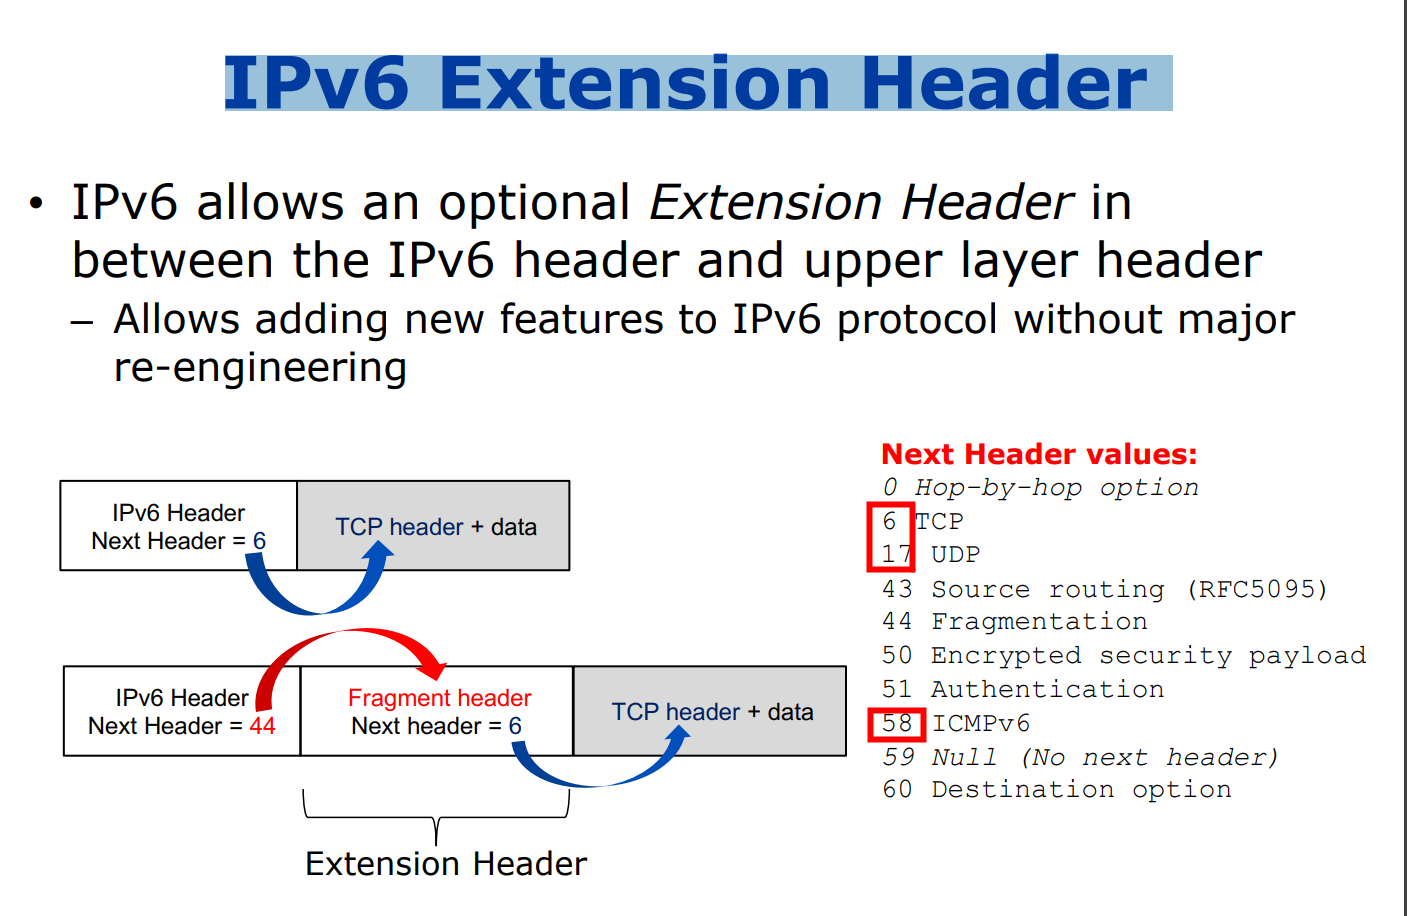 IPv6 Extension Header
• IPv6 allows an optional Extension Header in
between the IPv6 header and upper layer header
– Allows adding new features to IPv6 protocol without major
re-engineering
IPv6 Header
Next Header = 6
TCP header + data
IPv6 Header
Next Header = 44
Fragment header
Next header = 6
TCP header + data
Extension Header
Next Header values:
0 Hop-by-hop option
6 TCP
17 UDP
43 Source routing (RFC5095)
44 Fragmentation
50 Encrypted security payload
51 Authentication
58 ICMPv6
59 Null (No next header)
60 Destination option